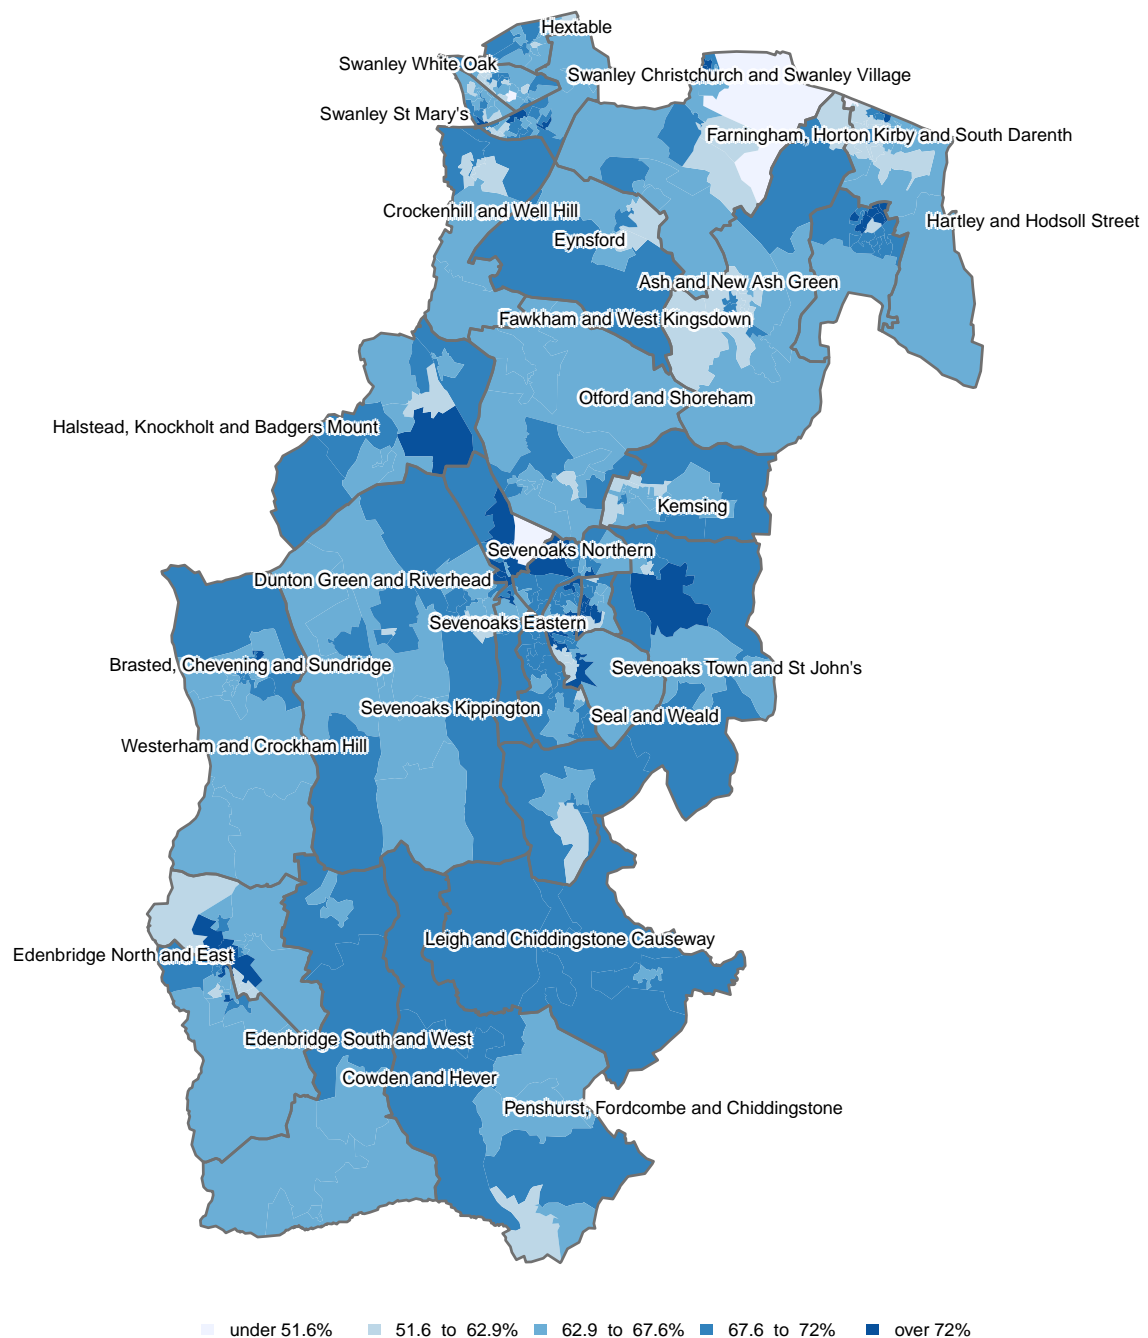 Hextable
Swanley White Oak
Swanley Christchurch and Swanley Village
Swanley St Mary's
Farningham, Horton Kirby and South Darenth
Crockenhill and Well Hill
Hartley and Hodsoll Street
Eynsford
Ash and New Ash Green
Fawkham and West Kingsdown
Otford and Shoreham
Halstead, Knockholt and Badgers Mount
Kemsing
Sevenoaks Northern
Dunton Green and Riverhead
Sevenoaks Eastern
Brasted, Chevening and Sundridge
Sevenoaks Town and St John's
Sevenoaks Kippington
Seal and Weald
Westerham and Crockham Hill
Leigh and Chiddingstone Causeway
Edenbridge North and East
Edenbridge South and West
Cowden and Hever
Penshurst, Fordcombe and Chiddingstone
under 51.6% 51.6 to 62.9% 62.9 to 67.6% 67.6 to 72% over 72%